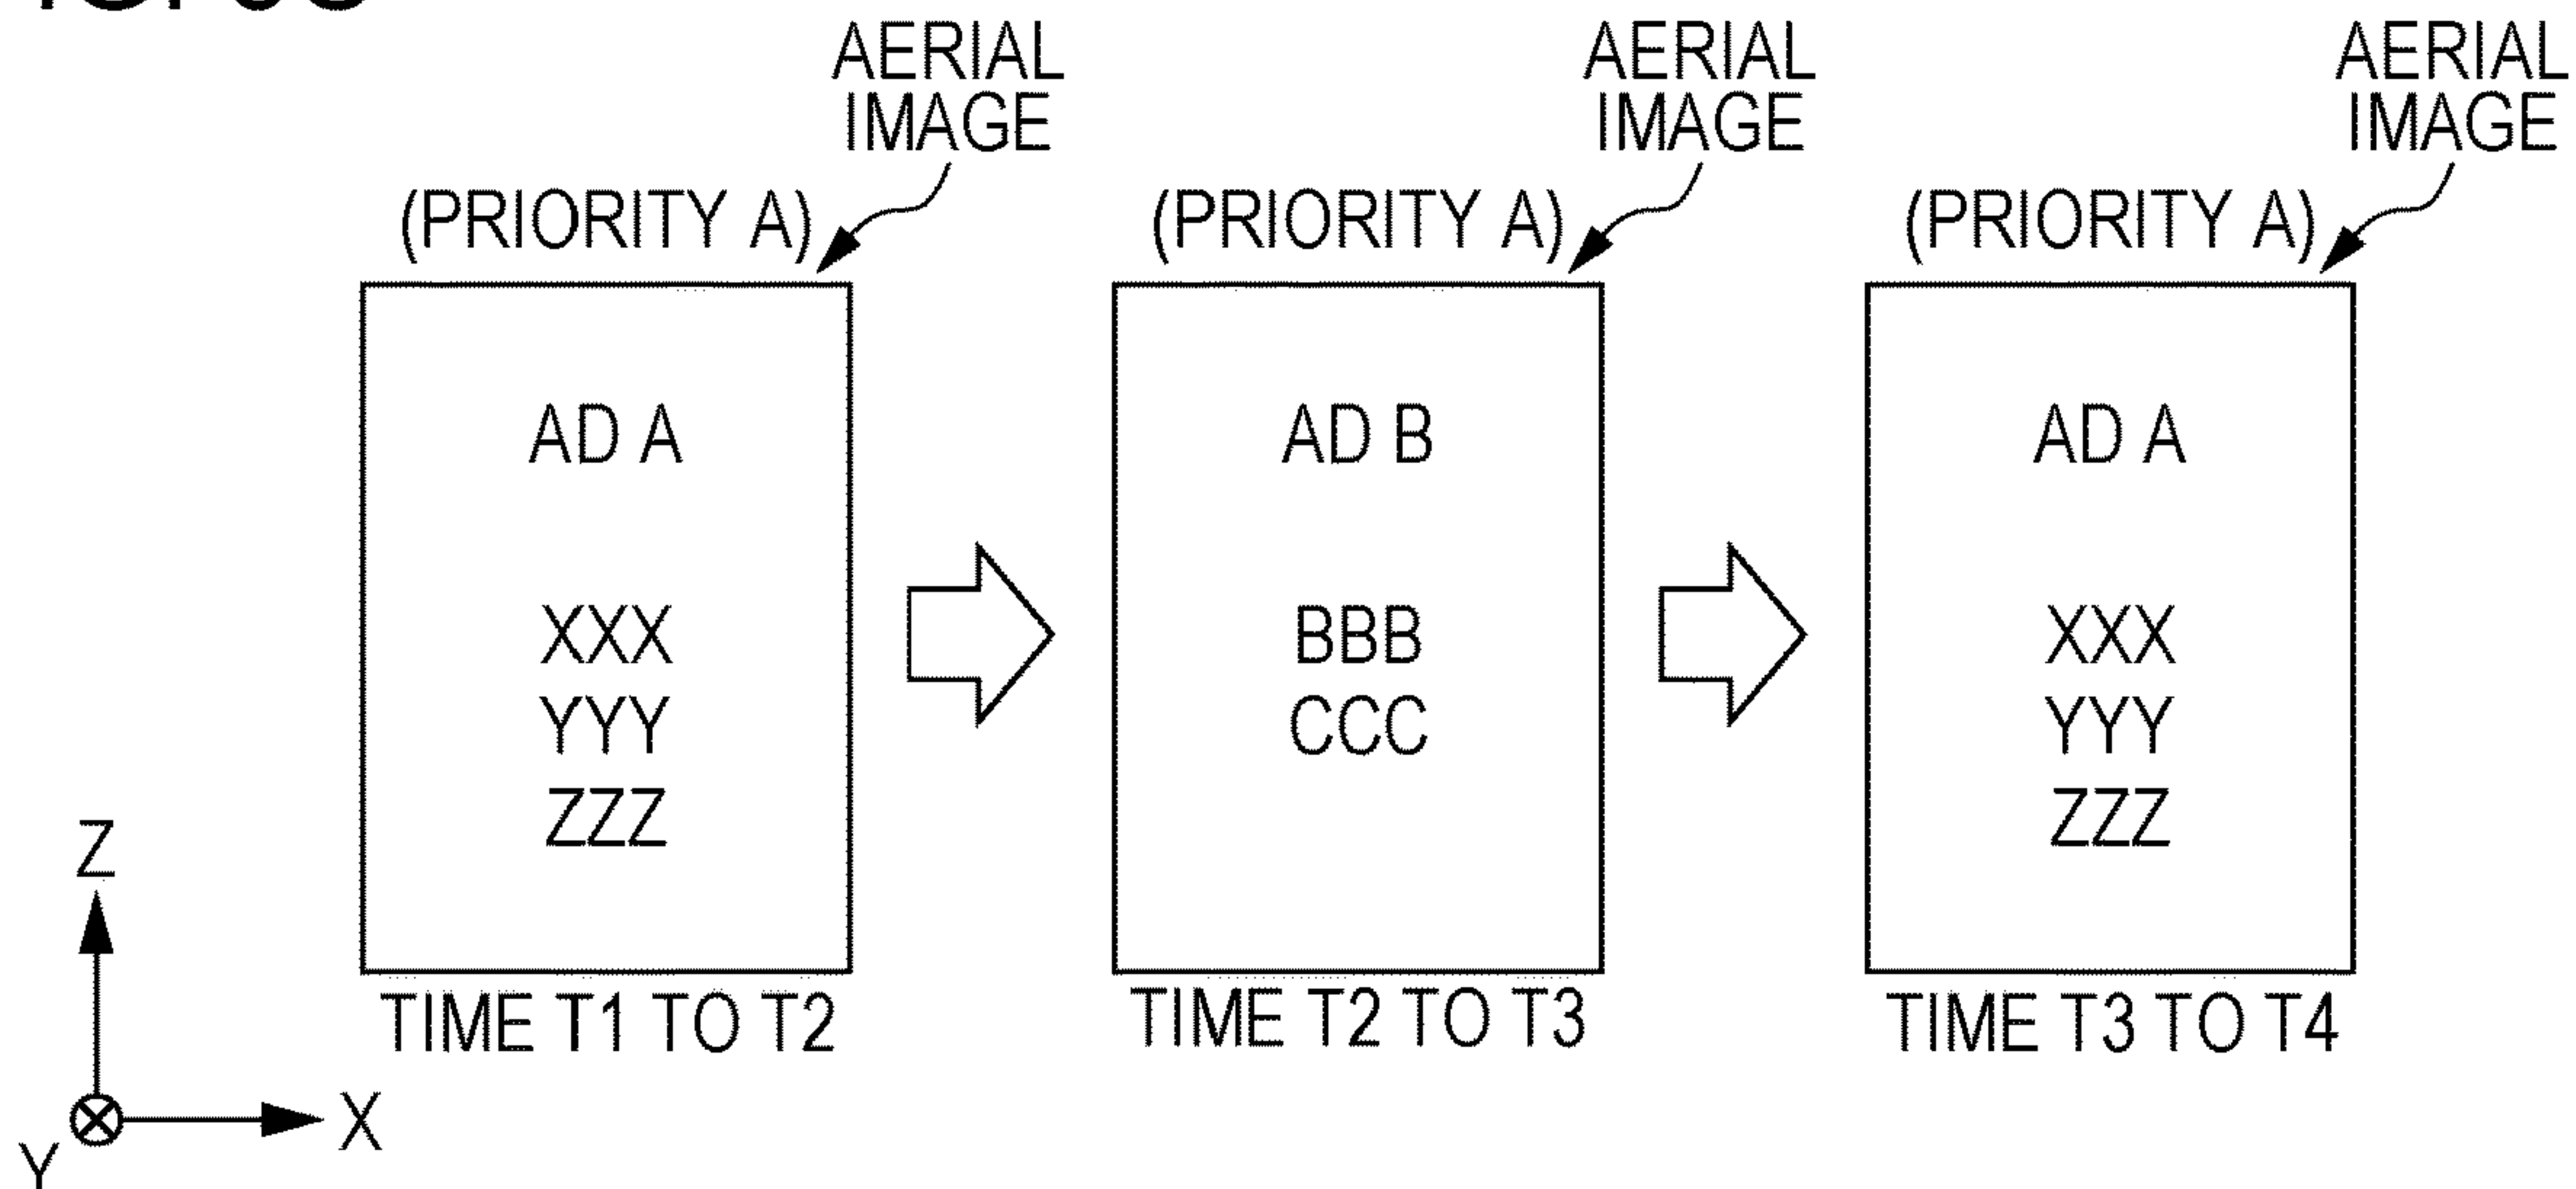 AERIAL
IMAGE
(PRIORITY A)
AD A
XXX
YYY
ZZZ
TIME T1 TO T2
AERIAL
IMAGE
(PRIORITY A)
AD B
BBB
CCC
TIME T2 TO T3
AERIAL
IMAGE
(PRIORITY A)
AD A
XXX
YYY
ZZZ
TIME T3 TO T4
Z
X
Y